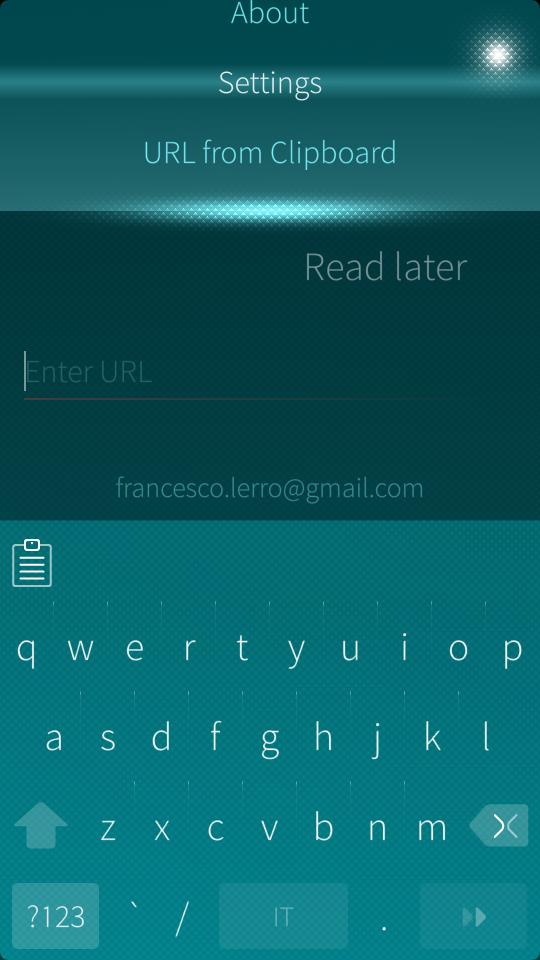 About
Settings
URL from Clipboard
Read later
Enter URL
francesco.lerro@gmail.com
q w e r t y u i o p
a s d f g h j k l
z x c v b n m
?123 ` / IT .